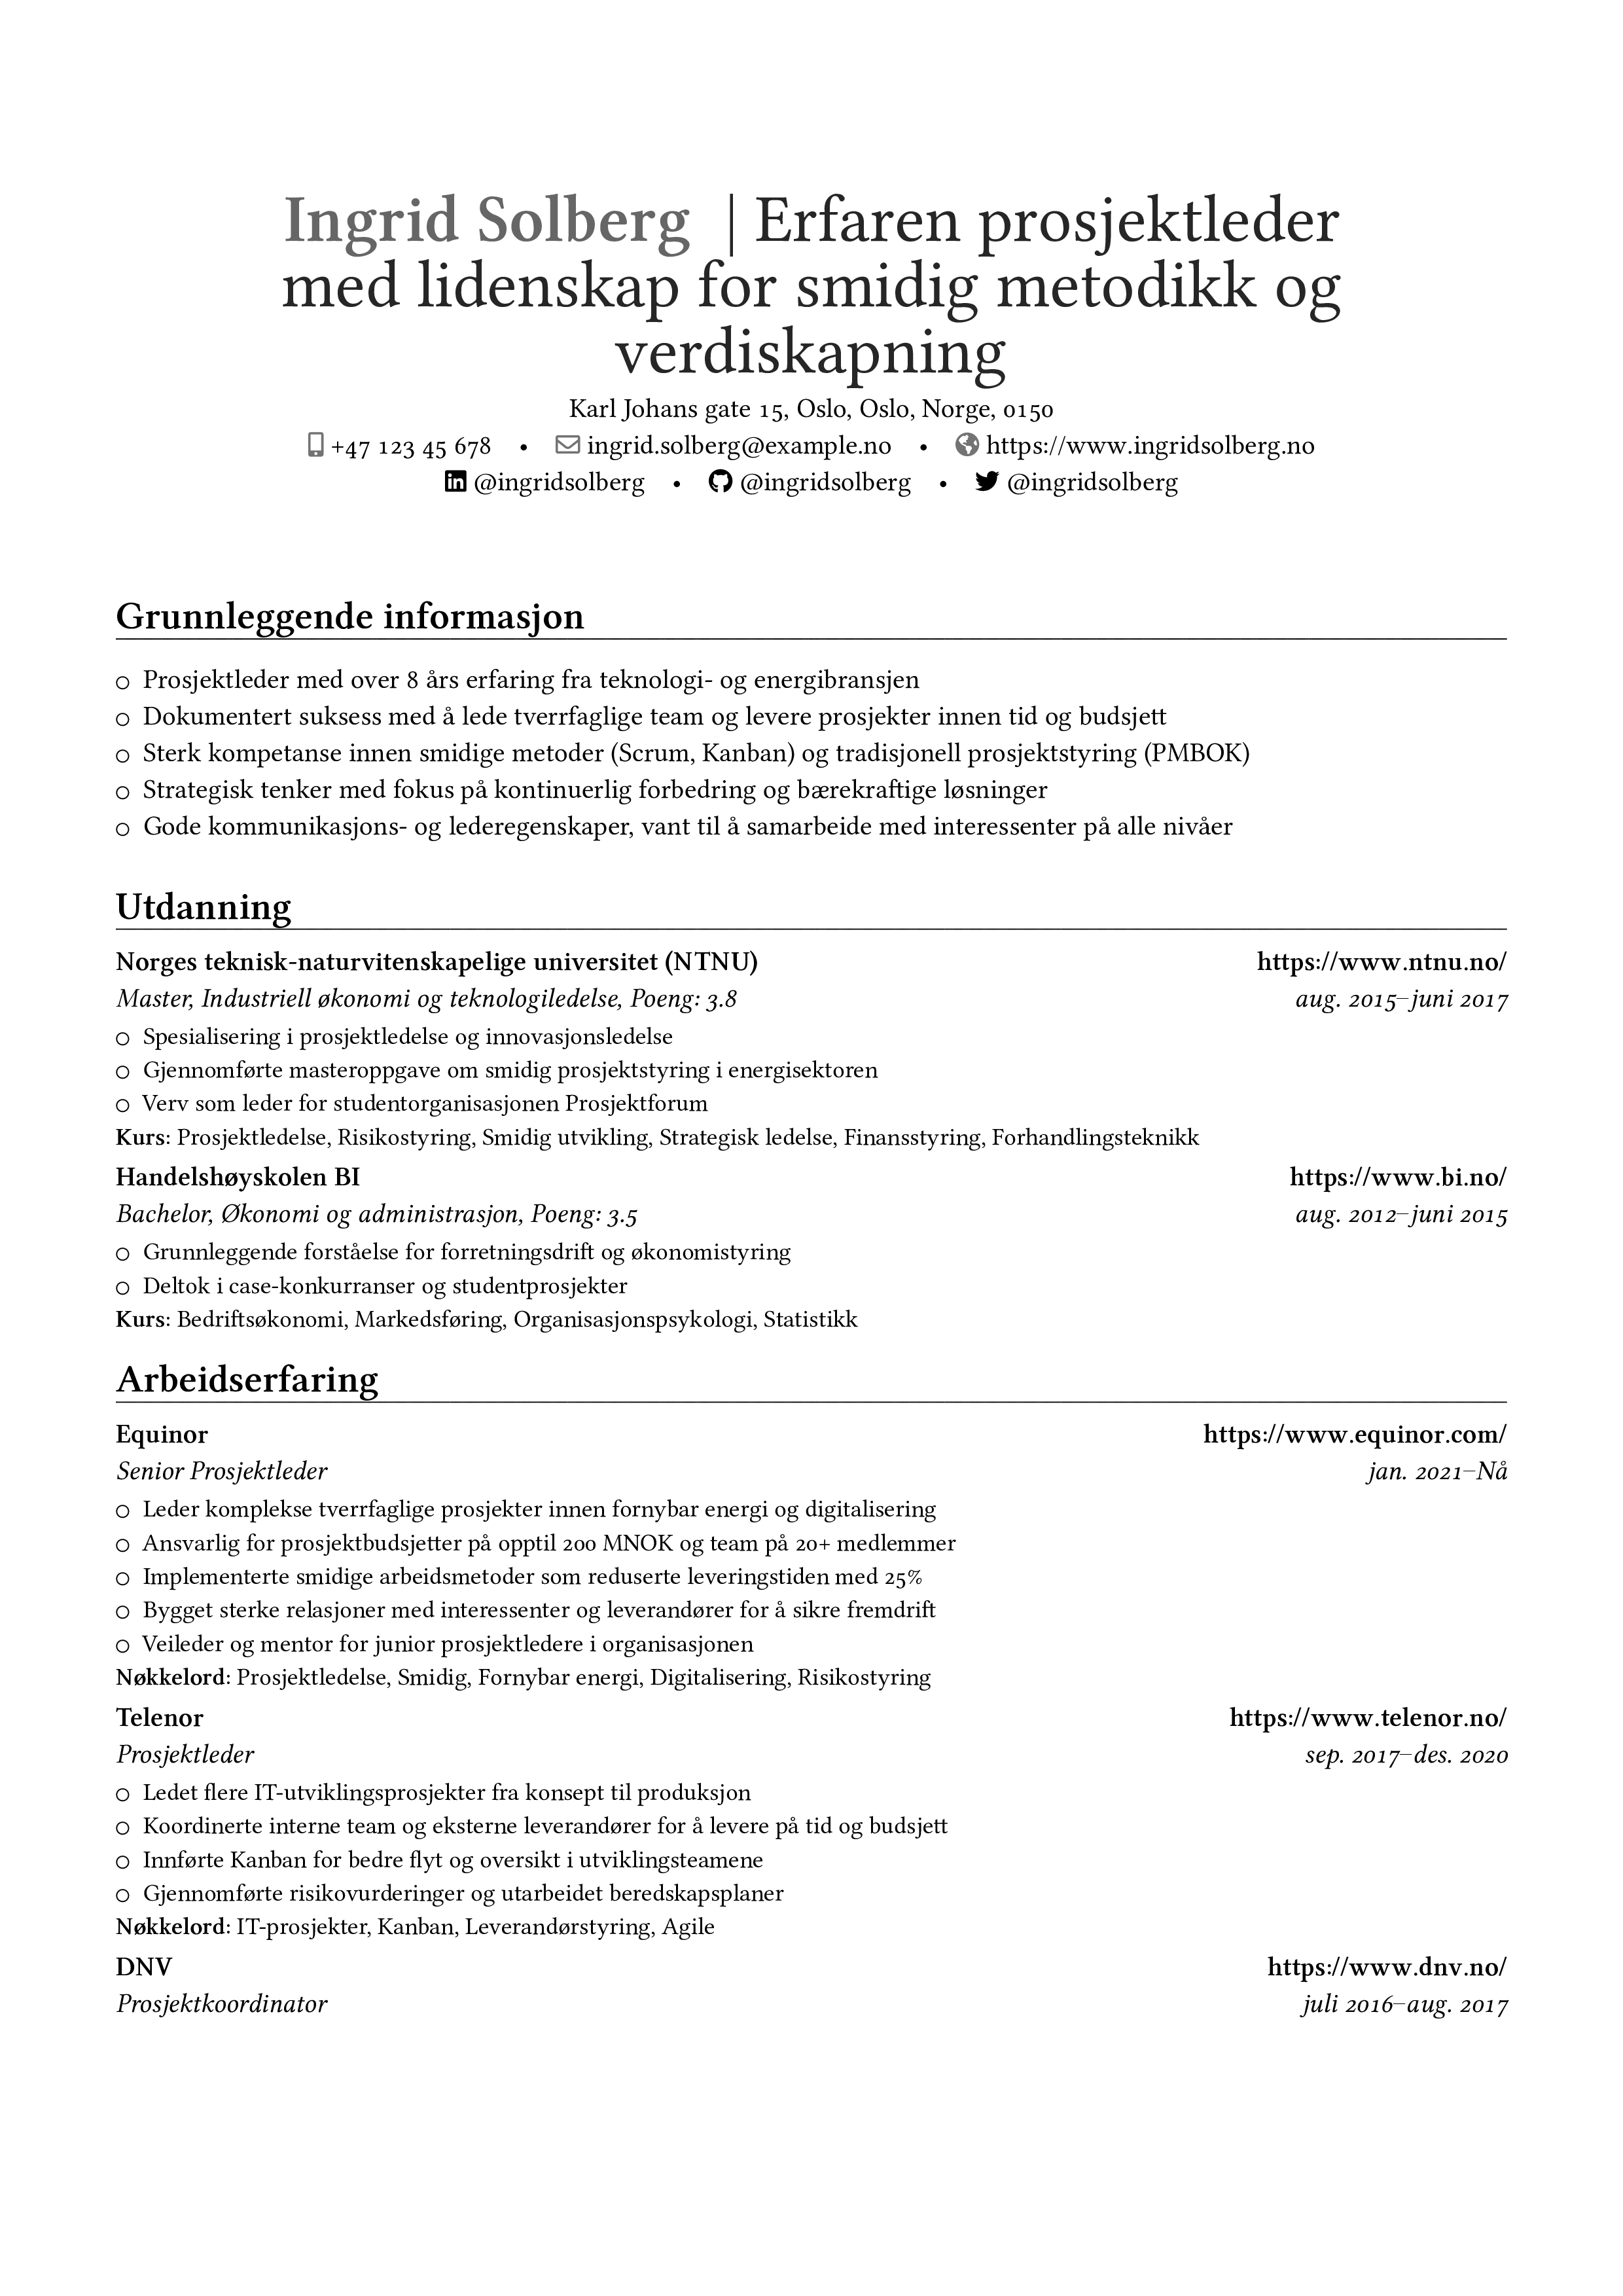 Ingrid Solberg | Erfaren prosjektleder
med lidenskap for smidig metodikk og
verdiskapning
Karl Johans gate 15, Oslo, Oslo, Norge, 0150
+47 123 45 678 • ingrid.solberg@example.no • https://www.ingridsolberg.no
@ingridsolberg • @ingridsolberg • @ingridsolberg
Grunnleggende informasjon
Prosjektleder med over 8 års erfaring fra teknologi- og energibransjen
Dokumentert suksess med å lede tverrfaglige team og levere prosjekter innen tid og budsjett
Sterk kompetanse innen smidige metoder (Scrum, Kanban) og tradisjonell prosjektstyring (PMBOK)
Strategisk tenker med fokus på kontinuerlig forbedring og bærekraftige løsninger
Gode kommunikasjons- og lederegenskaper, vant til å samarbeide med interessenter på alle nivåer
Utdanning
Norges teknisk-naturvitenskapelige universitet (NTNU) https://www.ntnu.no/
Master, Industriell økonomi og teknologiledelse, Poeng: 3.8 aug. 2015–juni 2017
Spesialisering i prosjektledelse og innovasjonsledelse
Gjennomførte masteroppgave om smidig prosjektstyring i energisektoren
Verv som leder for studentorganisasjonen Prosjektforum
Kurs: Prosjektledelse, Risikostyring, Smidig utvikling, Strategisk ledelse, Finansstyring, Forhandlingsteknikk
Handelshøyskolen BI https://www.bi.no/
Bachelor, Økonomi og administrasjon, Poeng: 3.5 aug. 2012–juni 2015
Grunnleggende forståelse for forretningsdrift og økonomistyring
Deltok i case-konkurranser og studentprosjekter
Kurs: Bedriftsøkonomi, Markedsføring, Organisasjonspsykologi, Statistikk
Arbeidserfaring
Equinor https://www.equinor.com/
Senior Prosjektleder jan. 2021–Nå
Leder komplekse tverrfaglige prosjekter innen fornybar energi og digitalisering
Ansvarlig for prosjektbudsjetter på opptil 200 MNOK og team på 20+ medlemmer
Implementerte smidige arbeidsmetoder som reduserte leveringstiden med 25%
Bygget sterke relasjoner med interessenter og leverandører for å sikre fremdrift
Veileder og mentor for junior prosjektledere i organisasjonen
Nøkkelord: Prosjektledelse, Smidig, Fornybar energi, Digitalisering, Risikostyring
Telenor https://www.telenor.no/
Prosjektleder sep. 2017–des. 2020
Ledet flere IT-utviklingsprosjekter fra konsept til produksjon
Koordinerte interne team og eksterne leverandører for å levere på tid og budsjett
Innførte Kanban for bedre flyt og oversikt i utviklingsteamene
Gjennomførte risikovurderinger og utarbeidet beredskapsplaner
Nøkkelord: IT-prosjekter, Kanban, Leverandørstyring, Agile
DNV https://www.dnv.no/
Prosjektkoordinator juli 2016–aug. 2017